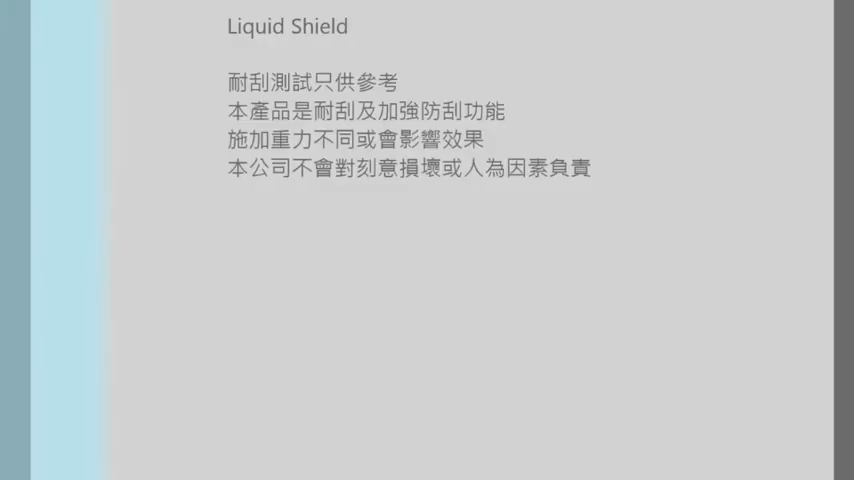 Liquid Shield
耐刮測試只供參考
本產品是耐刮及加強防刮功能
施加重力不同或會影響效果
本公司不會對刻意損壞或人為因素負責